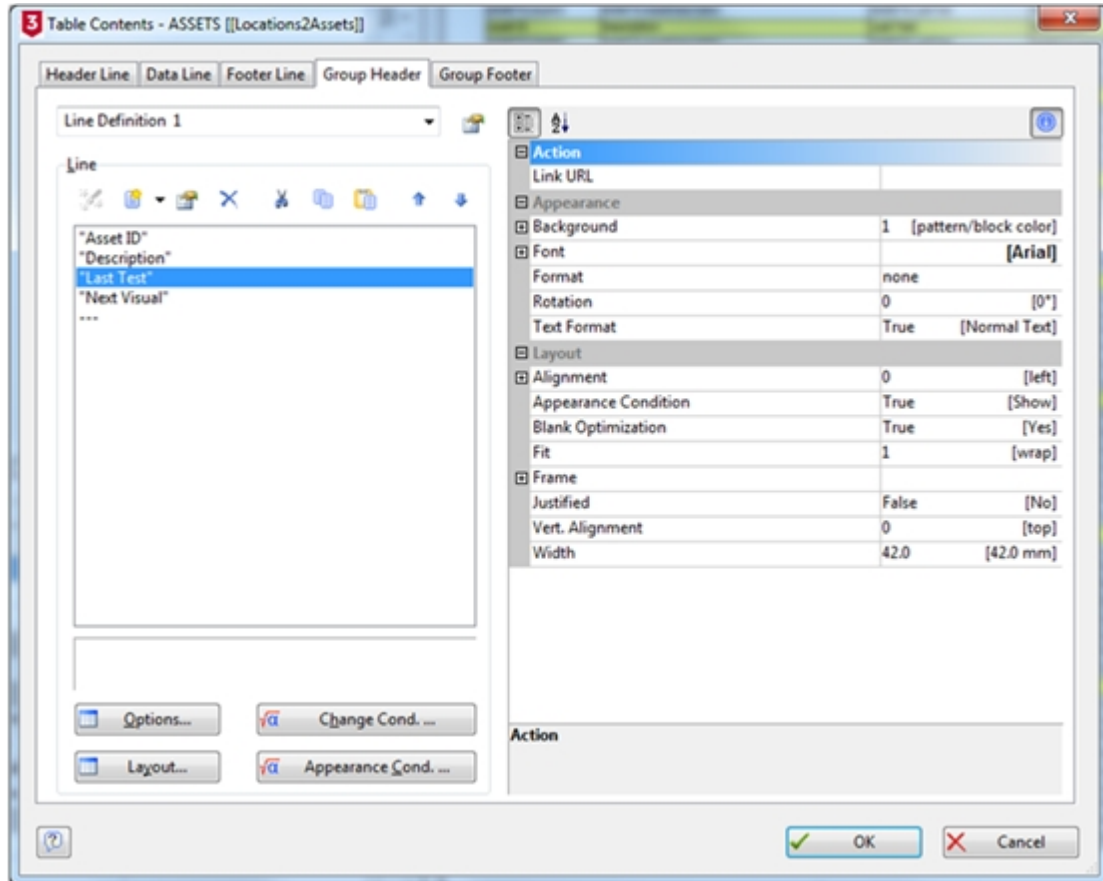 3 Table Contents - ASSETS [[Locations2Assets]]
Header Line Data Line Footer Line Group Header Group Footer
Line Definition 1
Line
"Asset ID"
"Description"
"Last Test"
"Next Visual"
---
Options... Change Cond. ...
Layout... Appearance Cond. ...
Action
Link URL
Appearance
Background 1 [pattern/block color]
Font [Arial]
Format none
Rotation 0 [0°]
Text Format True [Normal Text]
Layout
Alignment 0 [left]
Appearance Condition True [Show]
Blank Optimization True [Yes]
Fit 1 [wrap]
Frame
Justified False [No]
Vert. Alignment 0 [top]
Width 42.0 [42.0 mm]
Action
OK Cancel